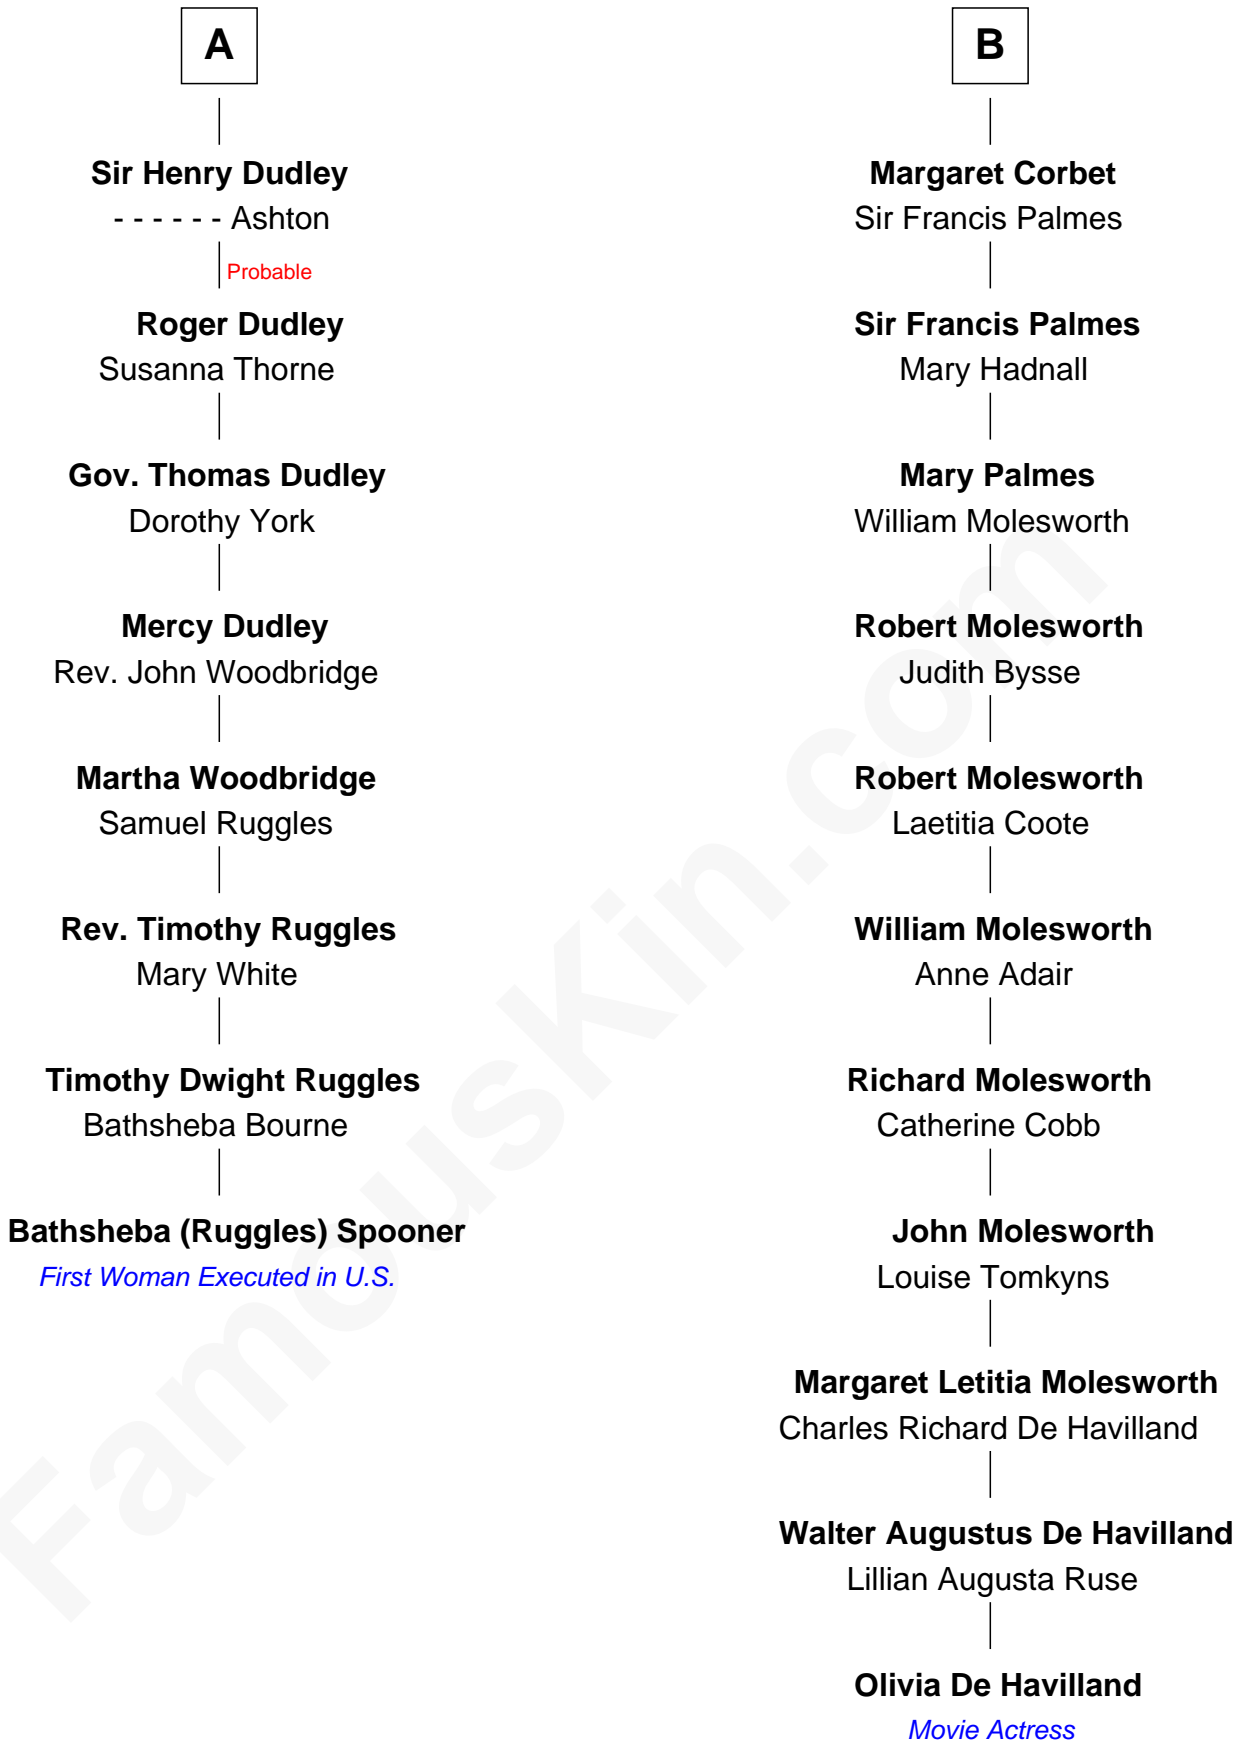 A
Sir Henry Dudley
- - - - - - Ashton
Probable
Roger Dudley
Susanna Thorne
Gov. Thomas Dudley
Dorothy York
Mercy Dudley
Rev. John Woodbridge
Martha Woodbridge
Samuel Ruggles
Rev. Timothy Ruggles
Mary White
Timothy Dwight Ruggles
Bathsheba Bourne
Bathsheba (Ruggles) Spooner
First Woman Executed in U.S.
B
Margaret Corbet
Sir Francis Palmes
Sir Francis Palmes
Mary Hadnall
Mary Palmes
William Molesworth
Robert Molesworth
Judith Bysse
Robert Molesworth
Laetitia Coote
William Molesworth
Anne Adair
Richard Molesworth
Catherine Cobb
John Molesworth
Louise Tomkyns
Margaret Letitia Molesworth
Charles Richard De Havilland
Walter Augustus De Havilland
Lillian Augusta Ruse
Olivia De Havilland
Movie Actress
FamousKin.com